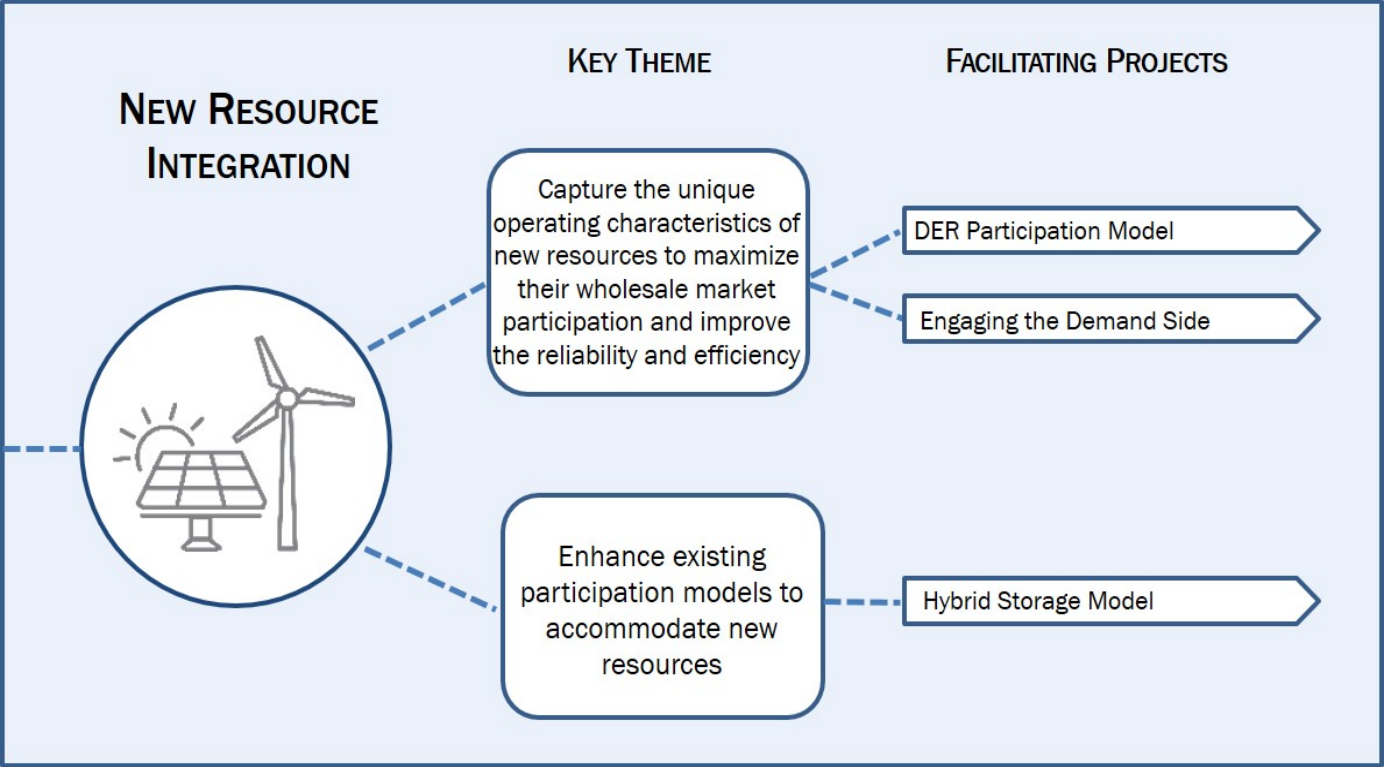 NEW RESOURCE
INTEGRATION
KEY THEME
FACILITATING PROJECTS
Capture the unique
operating characteristics of
new resources to maximize
their wholesale market
participation and improve
the reliability and efficiency
DER Participation Model
Engaging the Demand Side
Enhance existing
participation models to
accommodate new
resources
Hybrid Storage Model